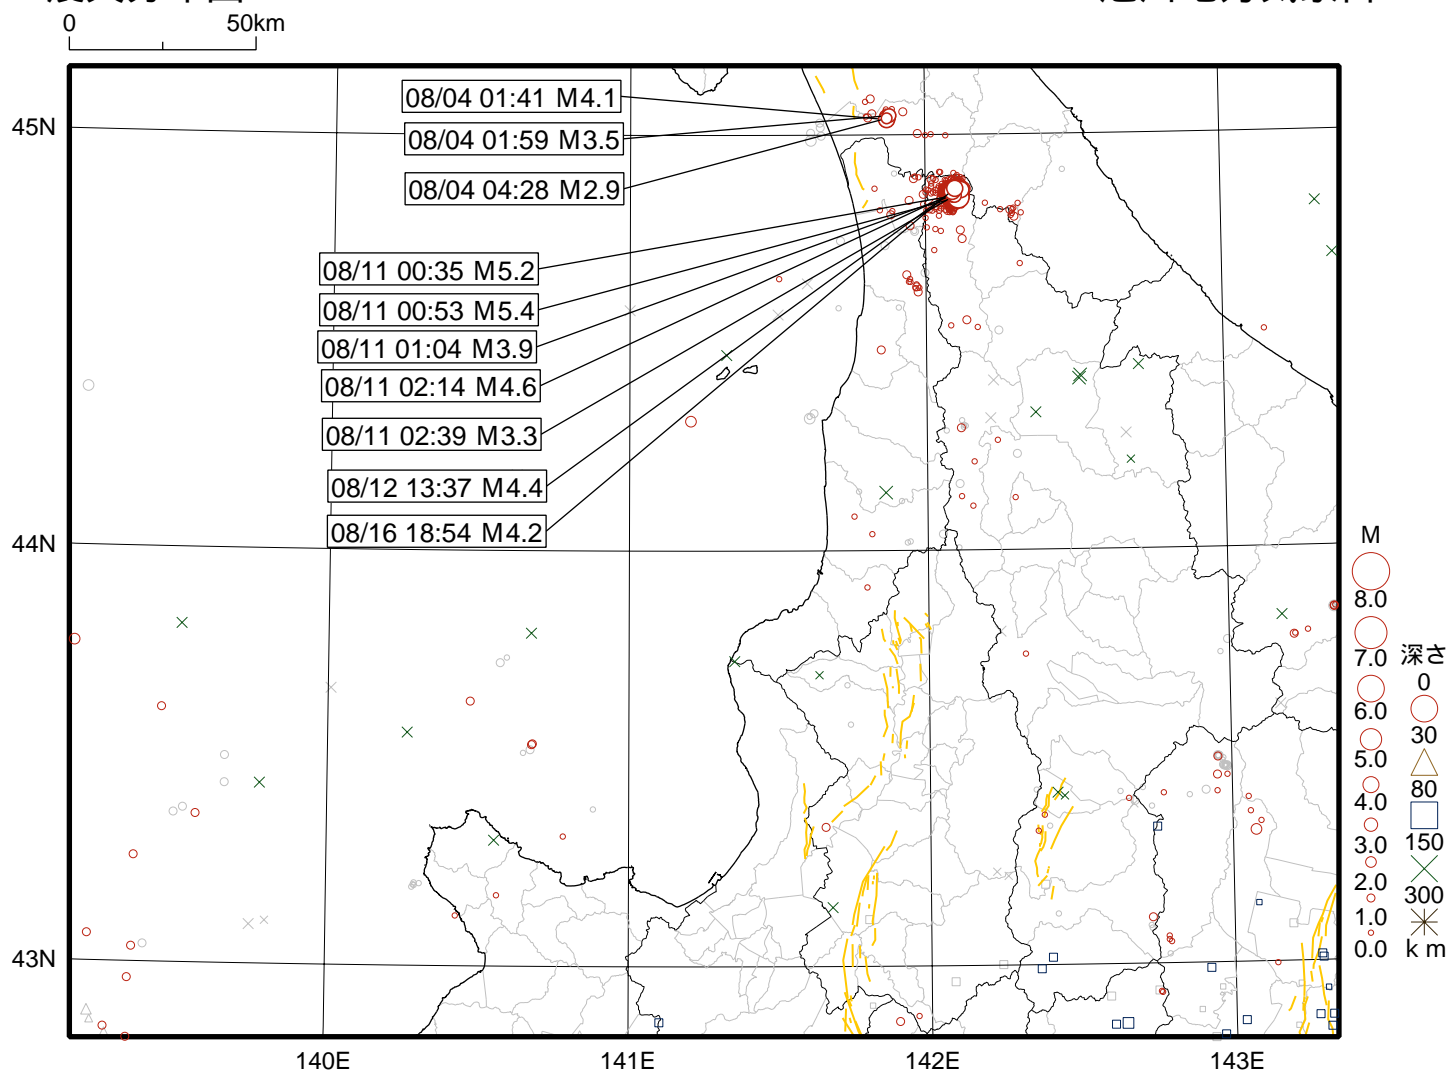 0 50km
45N
44N
43N
140E 141E 142E 143E
08/04 01:41 M4.1
08/04 01:59 M3.5
08/04 04:28 M2.9
08/11 00:35 M5.2
08/11 00:53 M5.4
08/11 01:04 M3.9
08/11 02:14 M4.6
08/11 02:39 M3.3
08/12 13:37 M4.4
08/16 18:54 M4.2
M
8.0
7.0
6.0
5.0
4.0
3.0
2.0
1.0
0.0
深さ
0
30
80
150
300
km